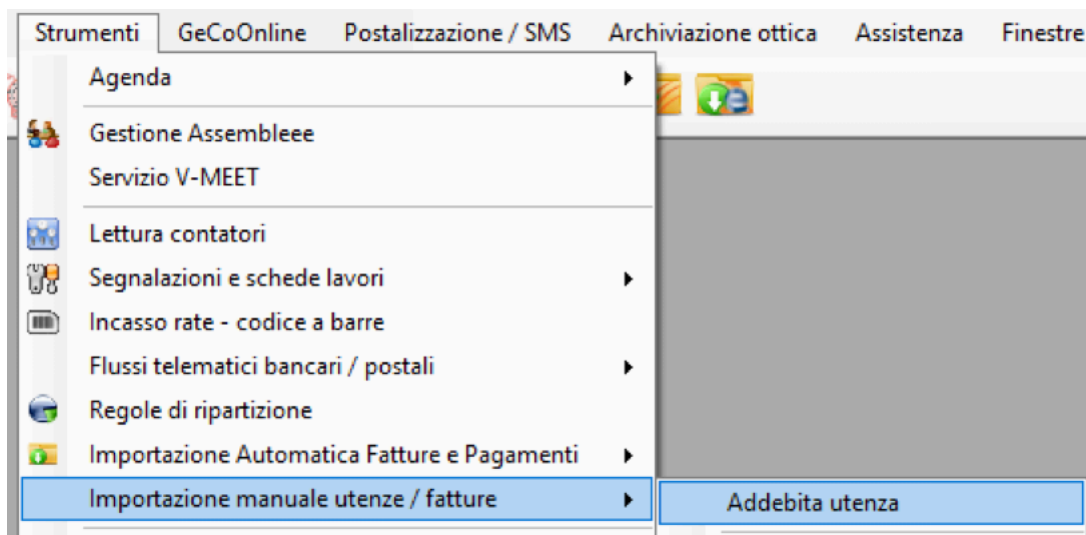 Strumenti GeCoOnline Postalizzazione / SMS Archiviazione ottica Assistenza Finestre
Agenda
Gestione Assembleee
Servizio V-MEET
Lettura contatori
Segnalazioni e schede lavori
Incasso rate - codice a barre
Flussi telematici bancari / postali
Regole di ripartizione
Importazione Automatica Fatture e Pagamenti
Importazione manuale utenze / fatture
Addebita utenza